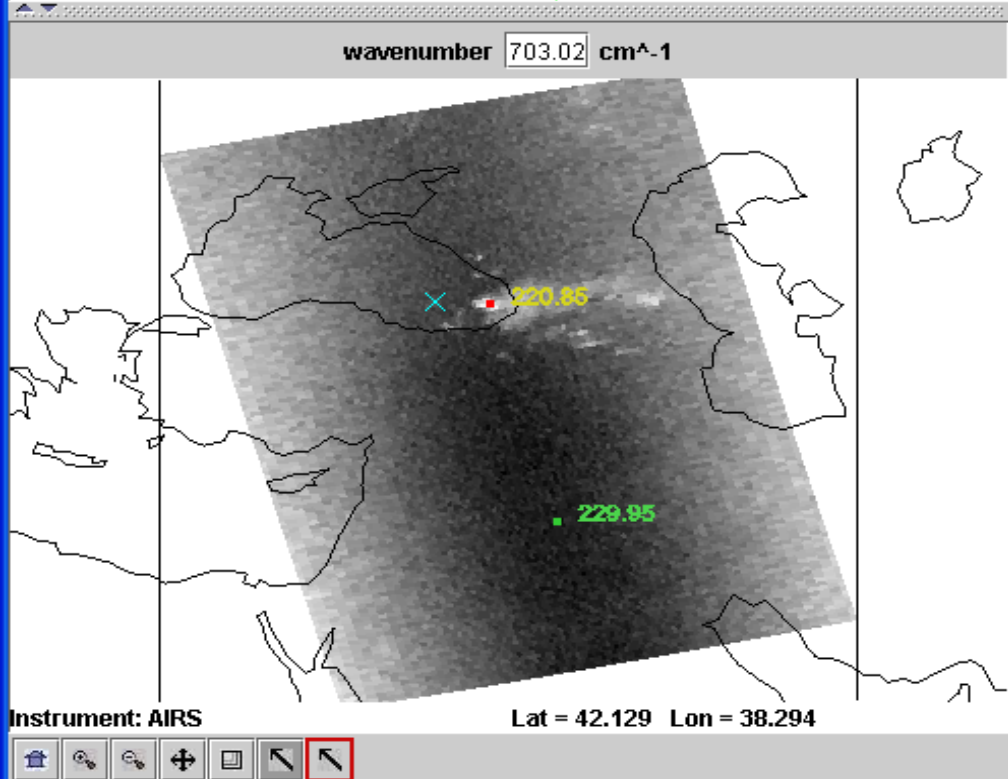 wavenumber 703.02 cm^-1
220.85
229.95
Instrument: AIRS Lat = 42.129 Lon = 38.294